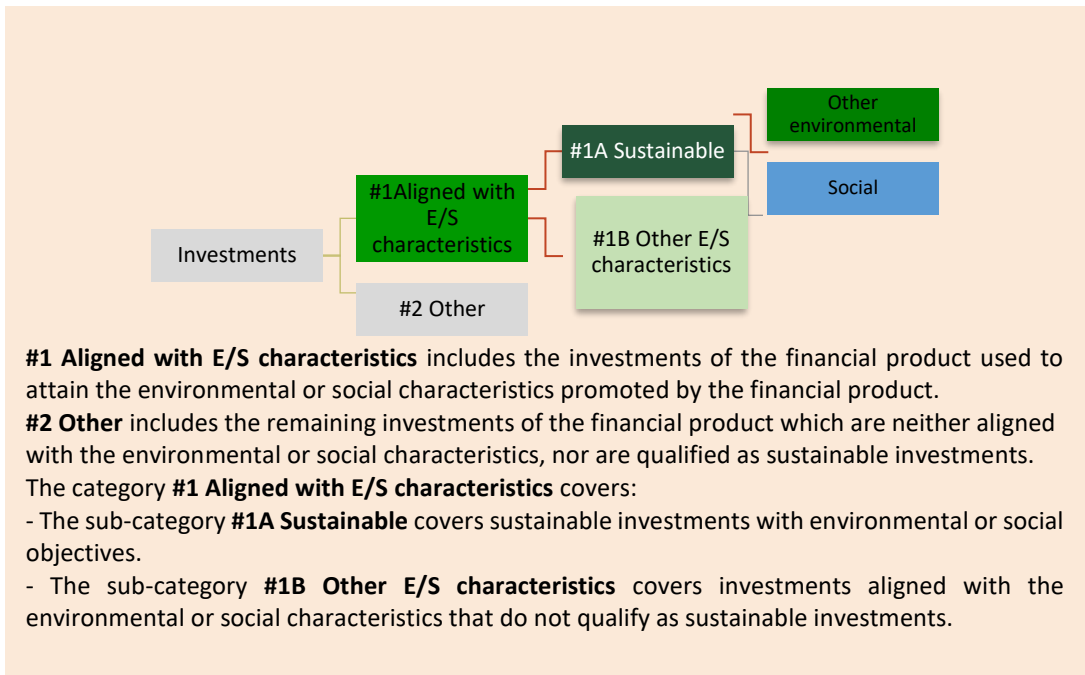 Other
environmental
#1A Sustainable
Social
#1Aligned with
E/S
characteristics
#1B Other E/S
characteristics
Investments
#2 Other
#1 Aligned with E/S characteristics includes the investments of the financial product used to
attain the environmental or social characteristics promoted by the financial product.
#2 Other includes the remaining investments of the financial product which are neither aligned
with the environmental or social characteristics, nor are qualified as sustainable investments.
The category #1 Aligned with E/S characteristics covers:
- The sub-category #1A Sustainable covers sustainable investments with environmental or social
objectives.
- The sub-category #1B Other E/S characteristics covers investments aligned with the
environmental or social characteristics that do not qualify as sustainable investments.